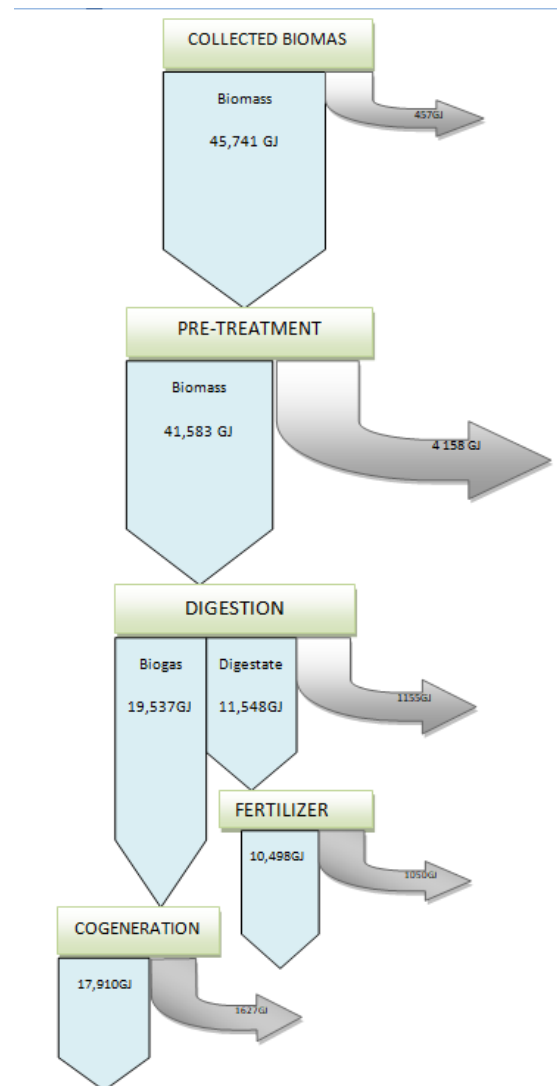 COLLECTED BIOMAS
Biomass
45,741 GJ
457GJ
PRE-TREATMENT
Biomass
41,583 GJ
4 158 GJ
DIGESTION
Biogas
19,537GJ
Digestate
11,548GJ
1155GJ
FERTILIZER
10,498GJ
1050GJ
COGENERATION
17,910GJ
1627GJ